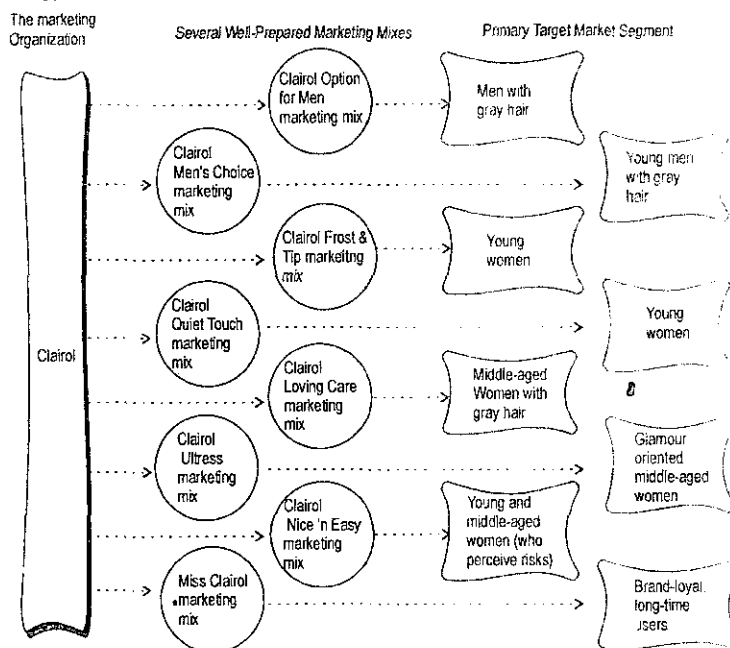 The marketing
Organization
Several Well-Prepared Marketing Mixes
Primary Target Market Segment
Clairol
Clairol Option
for Men
marketing mix
Men with
gray hair
Clairol
Men's Choice
marketing
mix
Young men
with gray
hair
Clairol Frost &
Tip marketing
mix
Young
women
Clairol
Quiet Touch
marketing
mix
Young
women
Clairol
Loving Care
marketing
mix
Middle-aged
Women with
gray hair
Clairol
Ultress
marketing
mix
Glamour
oriented
middle-aged
women
Clairol
Nice 'n Easy
marketing
mix
Young and
middle-aged
women (who
perceive risks)
Miss Clairol
marketing
mix
Brand-loyal,
long-time
users